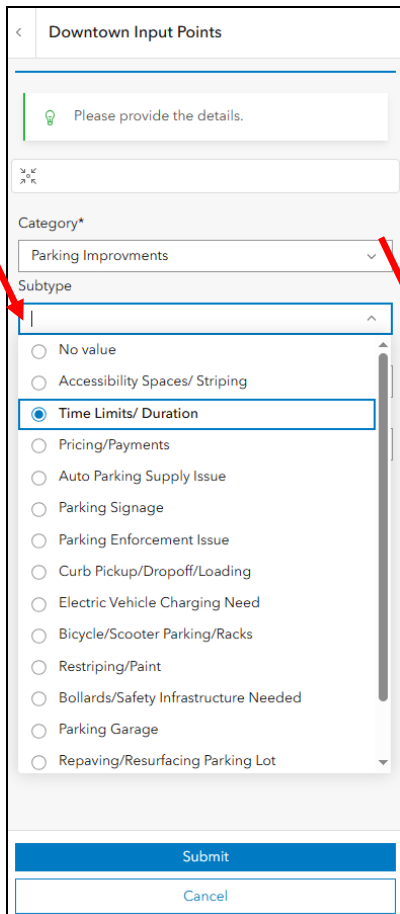 Downtown Input Points
Please provide the details.
Category*
Parking Improvments
Subtype
No value
Accessibility Spaces/ Striping
Time Limits/ Duration
Pricing/Payments
Auto Parking Supply Issue
Parking Signage
Parking Enforcement Issue
Curb Pickup/Dropoff/Loading
Electric Vehicle Charging Need
Bicycle/Scooter Parking/Racks
Restriping/Paint
Bollards/Safety Infrastructure Needed
Parking Garage
Repaving/Resurfacing Parking Lot
Submit
Cancel